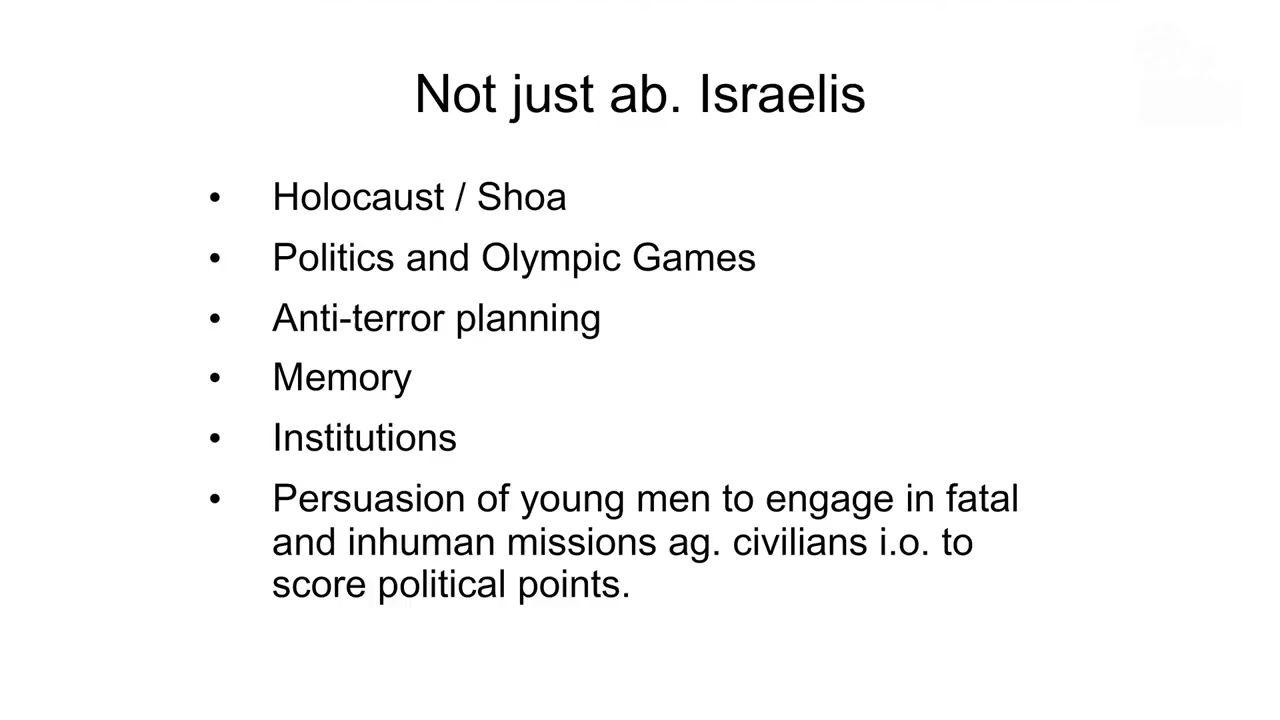 Not just ab. Israelis
• Holocaust / Shoa
• Politics and Olympic Games
• Anti-terror planning
• Memory
• Institutions
• Persuasion of young men to engage in fatal
and inhuman missions ag. civilians i.o. to
score political points.